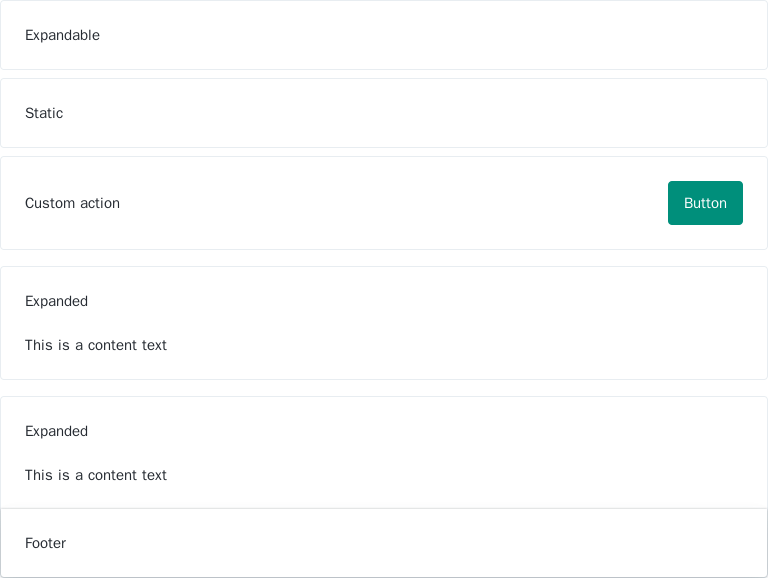 Expandable
Static
Custom action
Button
Expanded
This is a content text
Expanded
This is a content text
Footer